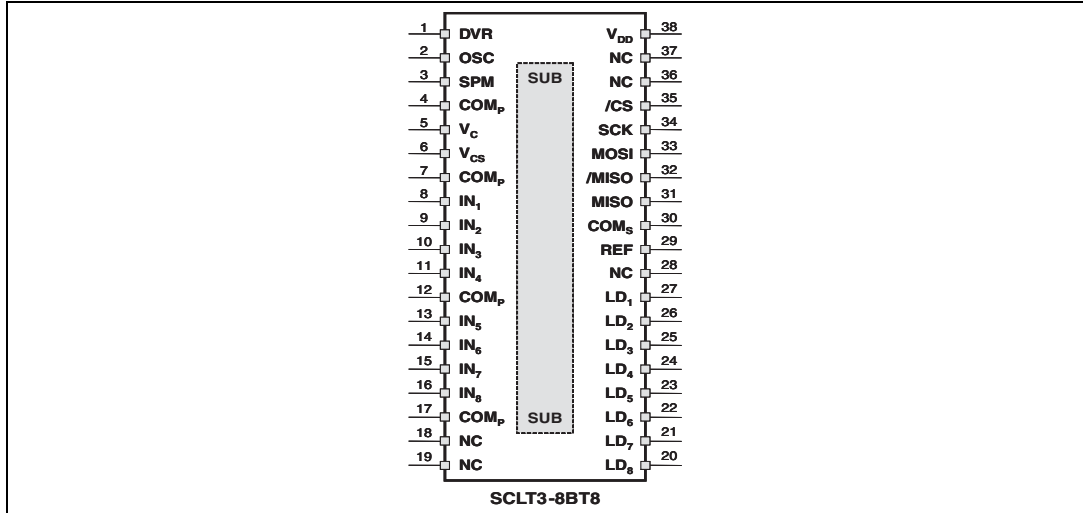 1 DVR VDD 38
2 OSC NC 37
3 SPM SUB NC 36
4 COMP /CS 35
5 VC SCK 34
6 VCS MOSI 33
7 COMP /MISO 32
8 IN1 MISO 31
9 IN2 COMS 30
10 IN3 REF 29
11 IN4 NC 28
12 COMP LD1 27
13 IN5 LD2 26
14 IN6 LD3 25
15 IN7 LD4 24
16 IN8 LD5 23
17 COMP SUB LD6 22
18 NC LD7 21
19 NC LD8 20
SCLT3-8BT8